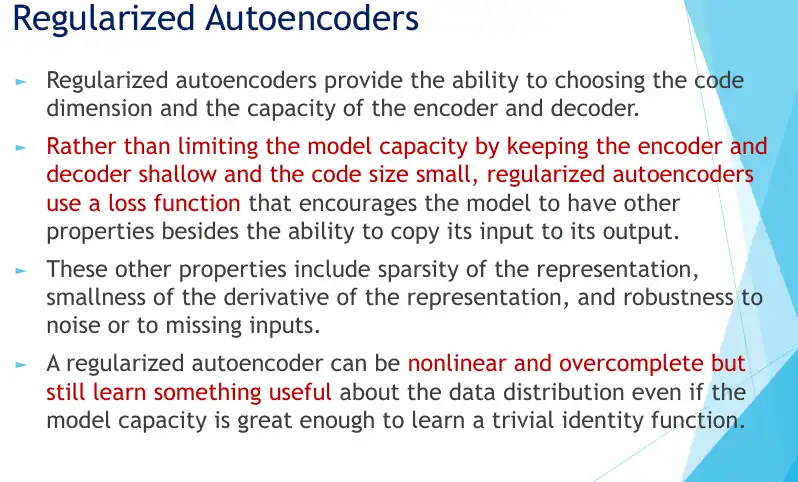 Regularized Autoencoders
► Regularized autoencoders provide the ability to choosing the code
dimension and the capacity of the encoder and decoder.
► Rather than limiting the model capacity by keeping the encoder and
decoder shallow and the code size small, regularized autoencoders
use a loss function that encourages the model to have other
properties besides the ability to copy its input to its output.
► These other properties include sparsity of the representation,
smallness of the derivative of the representation, and robustness to
noise or to missing inputs.
► A regularized autoencoder can be nonlinear and overcomplete but
still learn something useful about the data distribution even if the
model capacity is great enough to learn a trivial identity function.